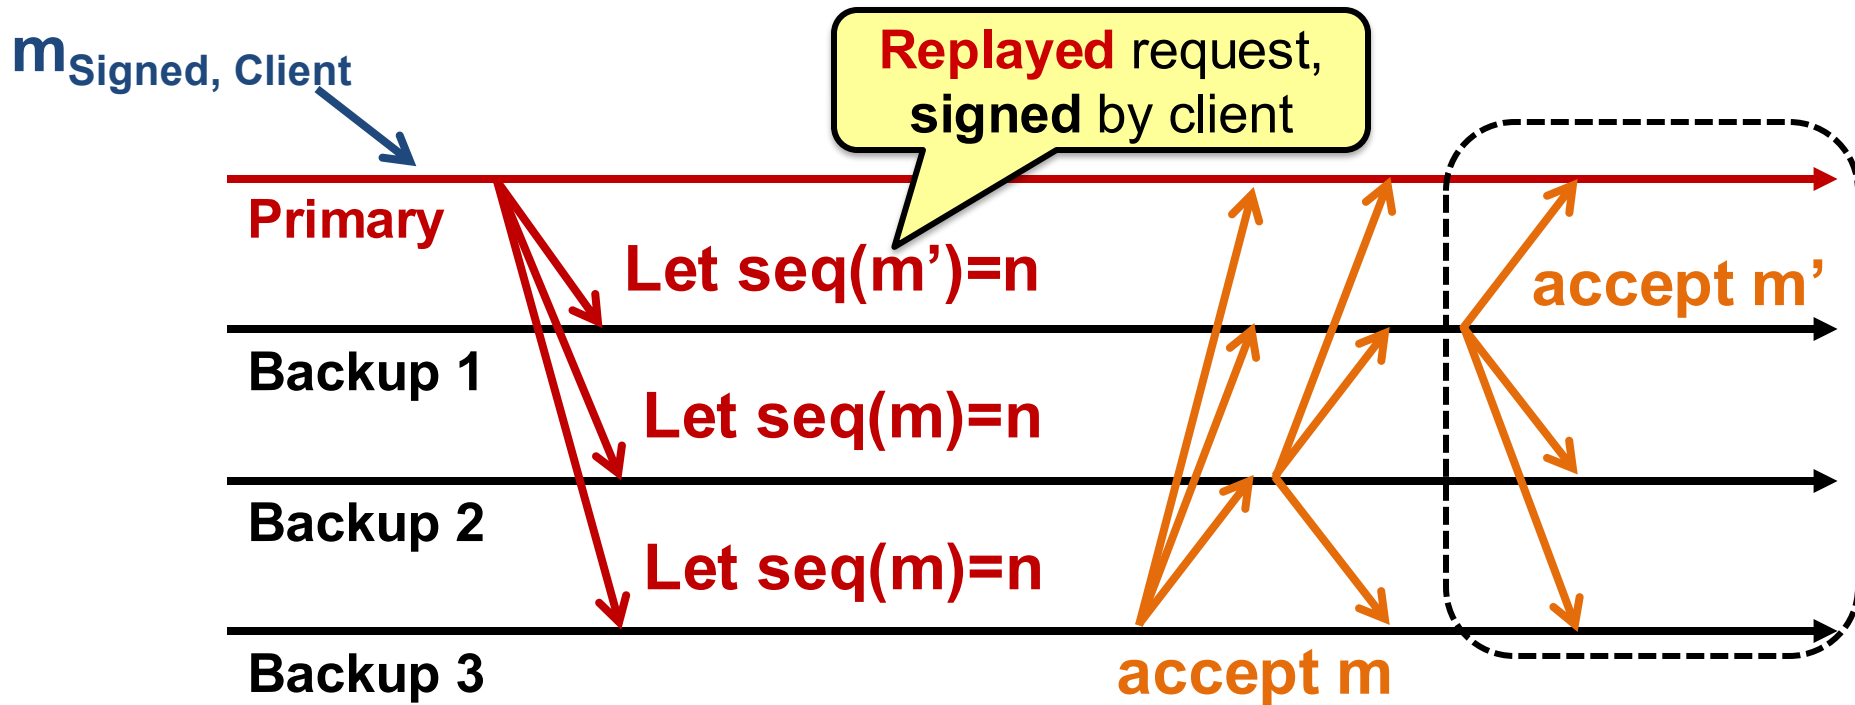 mSigned, Client
Replayed request,
signed by client
Primary
Let seq(m’)=n
accept m’
Backup 1
Let seq(m)=n
Backup 2
Let seq(m)=n
Backup 3
accept m